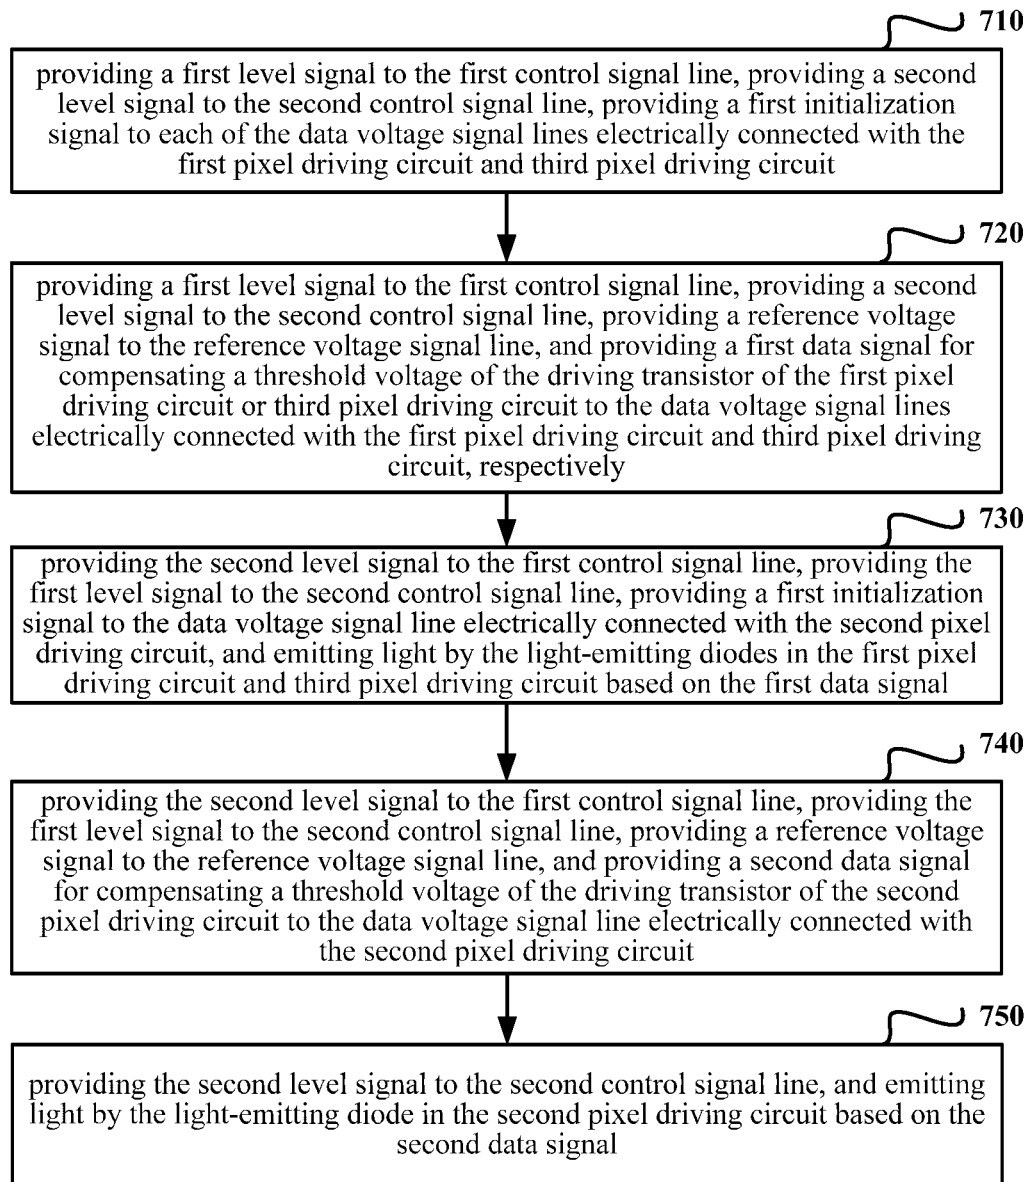 710
providing a first level signal to the first control signal line, providing a second
level signal to the second control signal line, providing a first initialization
signal to each of the data voltage signal lines electrically connected with the
first pixel driving circuit and third pixel driving circuit
720
providing a first level signal to the first control signal line, providing a second
level signal to the second control signal line, providing a reference voltage
signal to the reference voltage signal line, and providing a first data signal for
compensating a threshold voltage of the driving transistor of the first pixel
driving circuit or third pixel driving circuit to the data voltage signal lines
electrically connected with the first pixel driving circuit and third pixel driving
circuit, respectively
730
providing the second level signal to the first control signal line, providing the
first level signal to the second control signal line, providing a first initialization
signal to the data voltage signal line electrically connected with the second pixel
driving circuit, and emitting light by the light-emitting diodes in the first pixel
driving circuit and third pixel driving circuit based on the first data signal
740
providing the second level signal to the first control signal line, providing the
first level signal to the second control signal line, providing a reference voltage
signal to the reference voltage signal line, and providing a second data signal
for compensating a threshold voltage of the driving transistor of the second
pixel driving circuit to the data voltage signal line electrically connected with
the second pixel driving circuit
750
providing the second level signal to the second control signal line, and emitting
light by the light-emitting diode in the second pixel driving circuit based on the
second data signal